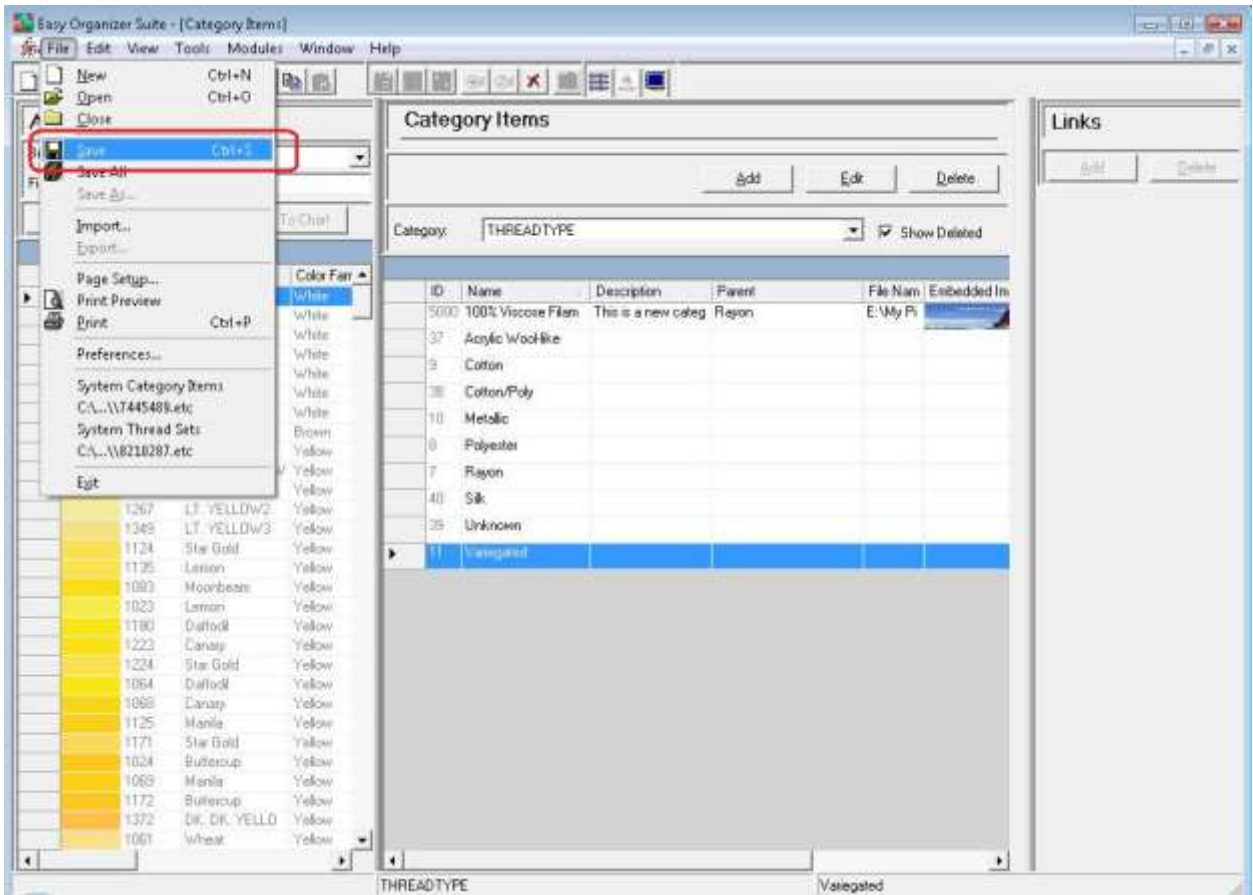 Easy Organizer Suite - [Category Items]
File Edit View Tools Modules Window Help
New Ctrl+N
Open Ctrl+O
Close
Save Ctrl+S
Save All
Save As...
Import...
Export...
Page Setup...
Print Preview
Print Ctrl+P
Preferences...
System Category Items
C:\...\\7445489.etc
System Thread Sets
C:\...\\8210287.etc
Exit
To Chart
Color Fam
White
White
White
White
White
White
White
Brown
Yellow
Yellow
Yellow
1267 LT. YELLOW2 Yellow
1349 LT. YELLOW3 Yellow
1124 Star Gold Yellow
1135 Lemon Yellow
1083 Moonbeam Yellow
1023 Lemon Yellow
1180 Daffodil Yellow
1223 Canary Yellow
1224 Star Gold Yellow
1064 Daffodil Yellow
1068 Canary Yellow
1125 Manila Yellow
1171 Star Gold Yellow
1024 Buttercup Yellow
1069 Manila Yellow
1172 Buttercup Yellow
1372 DK. DK. YELLO Yellow
1061 Wheat Yellow
Category Items
Add Edit Delete
Category: THREADTYPE Show Deleted
ID Name Description Parent File Nam Embedded Im
5000 100% Viscose Filam This is a new categ Rayon E:\My Pi
37 Acrylic Wool-like
9 Cotton
38 Cotton/Poly
10 Metallic
8 Polyester
7 Rayon
40 Silk
39 Unknown
11 Variegated
Links
Add Delete
THREADTYPE Variegated